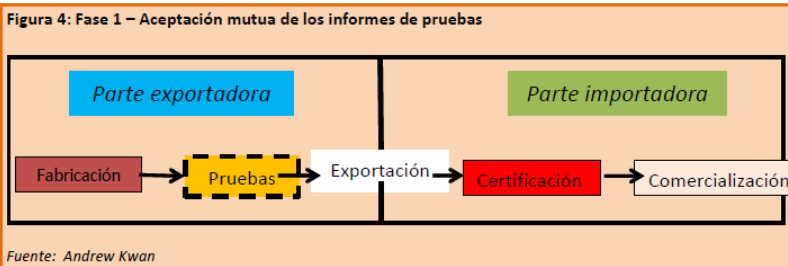 Figura 4: Fase 1 – Aceptación mutua de los informes de pruebas
Parte exportadora
Parte importadora
Fabricación
Pruebas
Exportación
Certificación
Comercialización
Fuente: Andrew Kwan